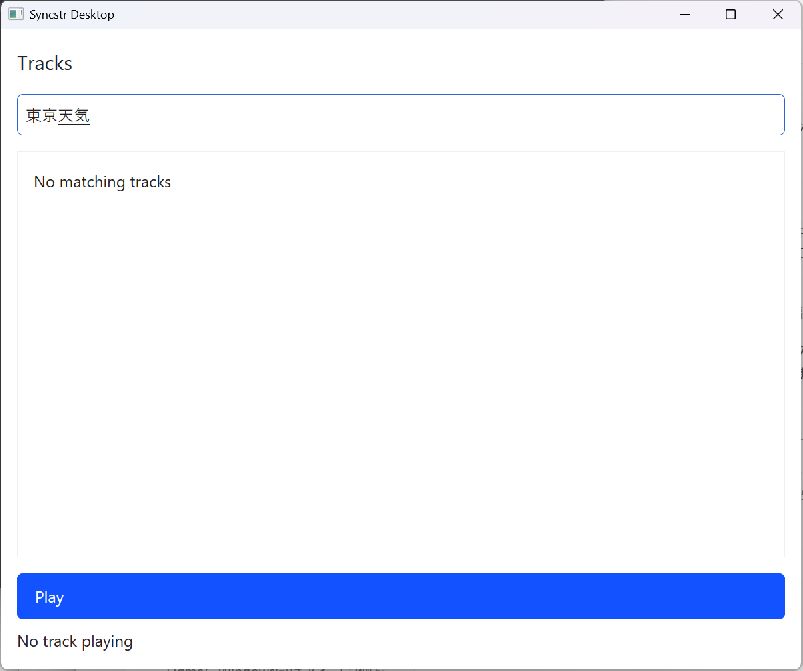 Syncstr Desktop
Tracks
東京天気
No matching tracks
Play
No track playing